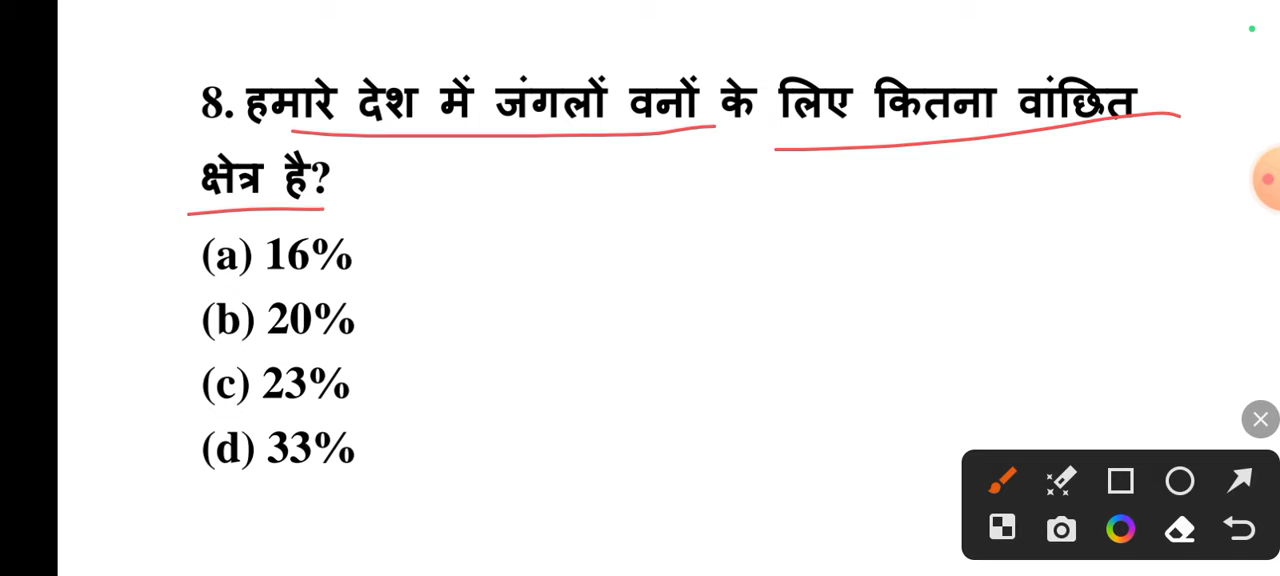 8. हमारे देश में जंगलों वनों के लिए कितना वांछित
क्षेत्र है?
(a) 16%
(b) 20%
(c) 23%
(d) 33%